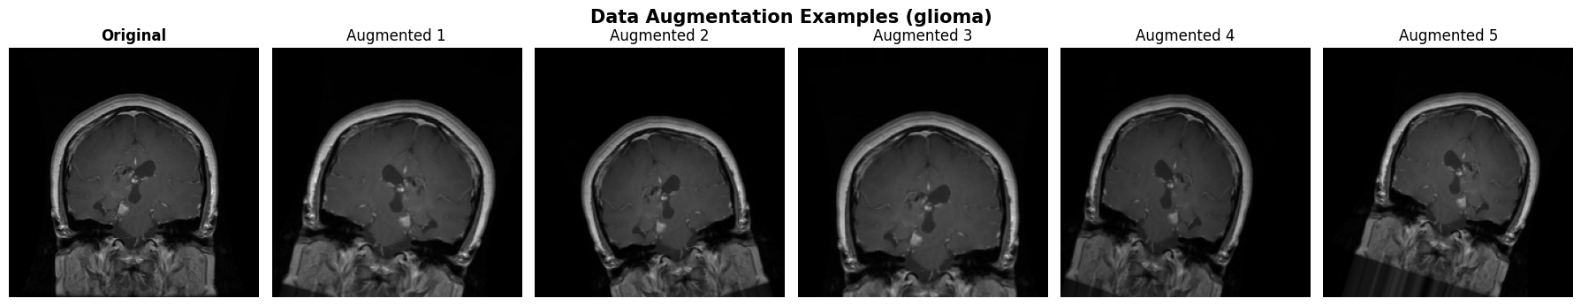 Data Augmentation Examples (glioma)
Original
Augmented 1
Augmented 2
Augmented 3
Augmented 4
Augmented 5